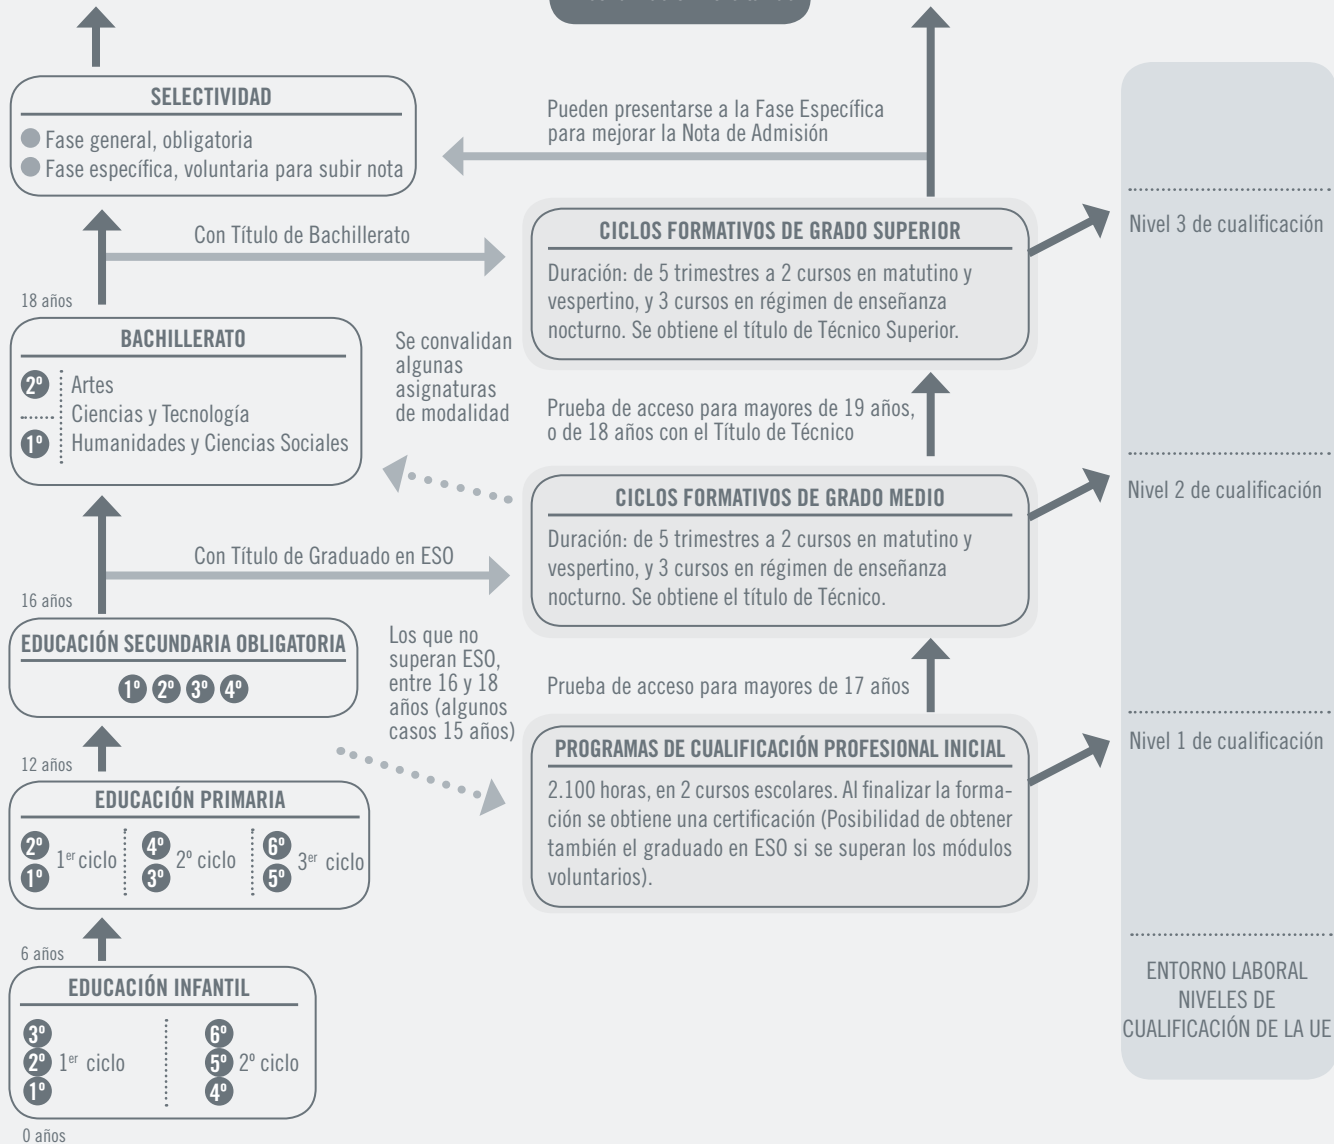 SELECTIVIDAD
Fase general, obligatoria
Fase específica, voluntaria para subir nota
Pueden presentarse a la Fase Específica
para mejorar la Nota de Admisión
Con Título de Bachillerato
18 años
CICLOS FORMATIVOS DE GRADO SUPERIOR
Duración: de 5 trimestres a 2 cursos en matutino y
vespertino, y 3 cursos en régimen de enseñanza
nocturno. Se obtiene el título de Técnico Superior.
Nivel 3 de cualificación
BACHILLERATO
2º
1º
Artes
Ciencias y Tecnología
Humanidades y Ciencias Sociales
Se convalidan
algunas
asignaturas
de modalidad
Prueba de acceso para mayores de 19 años,
o de 18 años con el Título de Técnico
CICLOS FORMATIVOS DE GRADO MEDIO
Duración: de 5 trimestres a 2 cursos en matutino y
vespertino, y 3 cursos en régimen de enseñanza
nocturno. Se obtiene el título de Técnico.
Nivel 2 de cualificación
Con Título de Graduado en ESO
16 años
EDUCACIÓN SECUNDARIA OBLIGATORIA
1º 2º 3º 4º
Los que no
superan ESO,
entre 16 y 18
años (algunos
casos 15 años)
Prueba de acceso para mayores de 17 años
PROGRAMAS DE CUALIFICACIÓN PROFESIONAL INICIAL
2.100 horas, en 2 cursos escolares. Al finalizar la forma-
ción se obtiene una certificación (Posibilidad de obtener
también el graduado en ESO si se superan los módulos
voluntarios).
Nivel 1 de cualificación
12 años
EDUCACIÓN PRIMARIA
2º
1º
1er ciclo
4º
3º
2º ciclo
6º
5º
3er ciclo
6 años
EDUCACIÓN INFANTIL
3º
2º
1º
1er ciclo
6º
5º
4º
2º ciclo
0 años
ENTORNO LABORAL
NIVELES DE
CUALIFICACIÓN DE LA UE